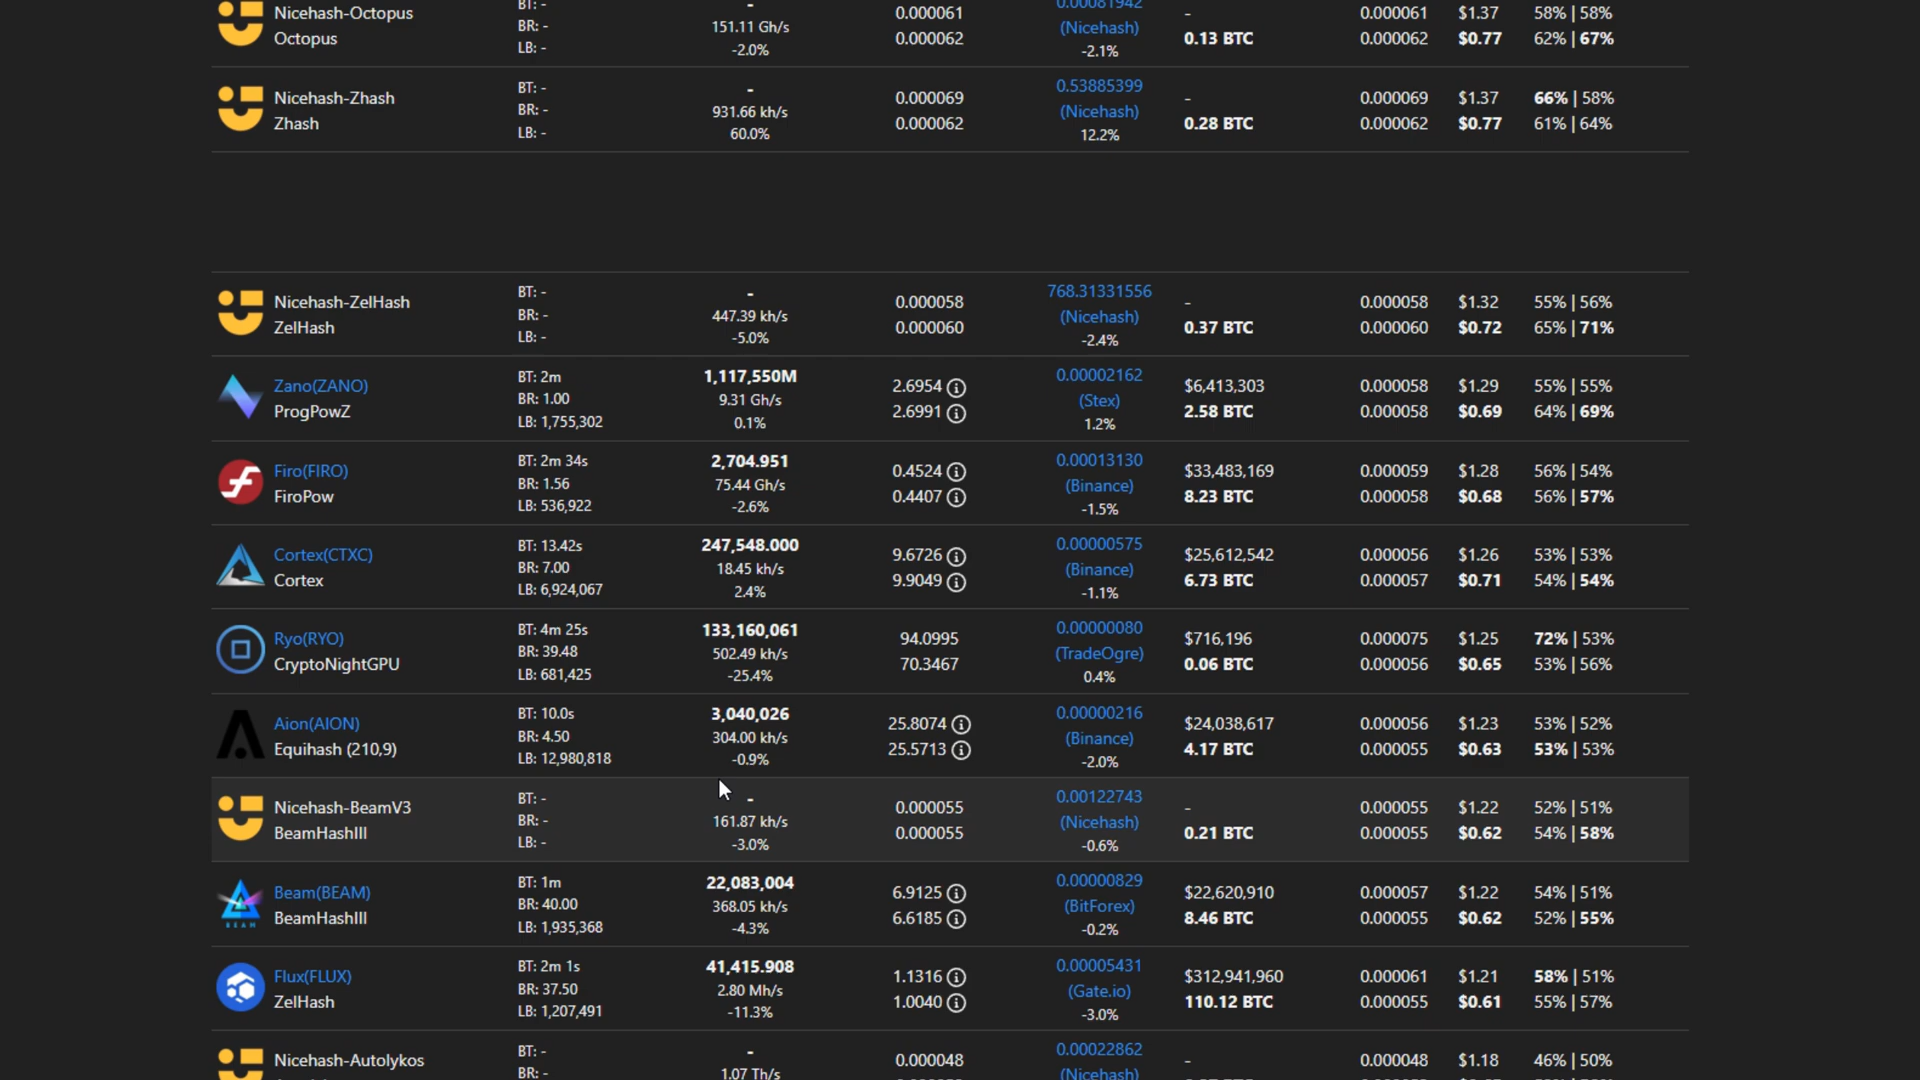 Nicehash-Octopus
Octopus
BT: -
BR: -
LB: -
151.11 Gh/s
-2.0%
0.000061
0.000062
0.00081942
(Nicehash)
-2.1%
-
0.13 BTC
0.000061
0.000062
$1.37
$0.77
58% | 58%
62% | 67%
Nicehash-Zhash
Zhash
BT: -
BR: -
LB: -
-
931.66 kh/s
60.0%
0.000069
0.000062
0.53885399
(Nicehash)
12.2%
-
0.28 BTC
0.000069
0.000062
$1.37
$0.77
66% | 58%
61% | 64%
Nicehash-ZelHash
ZelHash
BT: -
BR: -
LB: -
-
447.39 kh/s
-5.0%
0.000058
0.000060
768.31331556
(Nicehash)
-2.4%
-
0.37 BTC
0.000058
0.000060
$1.32
$0.72
55% | 56%
65% | 71%
Zano(ZANO)
ProgPowZ
BT: 2m
BR: 1.00
LB: 1,755,302
1,117,550M
9.31 Gh/s
0.1%
2.6954
2.6991
0.00002162
(Stex)
1.2%
$6,413,303
2.58 BTC
0.000058
0.000058
$1.29
$0.69
55% | 55%
64% | 69%
Firo(FIRO)
FiroPow
BT: 2m 34s
BR: 1.56
LB: 536,922
2,704.951
75.44 Gh/s
-2.6%
0.4524
0.4407
0.00013130
(Binance)
-1.5%
$33,483,169
8.23 BTC
0.000059
0.000058
$1.28
$0.68
56% | 54%
56% | 57%
Cortex(CTXC)
Cortex
BT: 13.42s
BR: 7.00
LB: 6,924,067
247,548.000
18.45 kh/s
2.4%
9.6726
9.9049
0.00000575
(Binance)
-1.1%
$25,612,542
6.73 BTC
0.000056
0.000057
$1.26
$0.71
53% | 53%
54% | 54%
Ryo(RYO)
CryptoNightGPU
BT: 4m 25s
BR: 39.48
LB: 681,425
133,160,061
502.49 kh/s
-25.4%
94.0995
70.3467
0.00000080
(TradeOgre)
0.4%
$716,196
0.06 BTC
0.000075
0.000056
$1.25
$0.65
72% | 53%
53% | 56%
Aion(AION)
Equihash (210,9)
BT: 10.0s
BR: 4.50
LB: 12,980,818
3,040,026
304.00 kh/s
-0.9%
25.8074
25.5713
0.00000216
(Binance)
-2.0%
$24,038,617
4.17 BTC
0.000056
0.000055
$1.23
$0.63
53% | 52%
53% | 53%
Nicehash-BeamV3
BeamHashIII
BT: -
BR: -
LB: -
-
161.87 kh/s
-3.0%
0.000055
0.000055
0.00122743
(Nicehash)
-0.6%
-
0.21 BTC
0.000055
0.000055
$1.22
$0.62
52% | 51%
54% | 58%
BEAM
Beam(BEAM)
BeamHashIII
BT: 1m
BR: 40.00
LB: 1,935,368
22,083,004
368.05 kh/s
-4.3%
6.9125
6.6185
0.00000829
(BitForex)
-0.2%
$22,620,910
8.46 BTC
0.000057
0.000055
$1.22
$0.62
54% | 51%
52% | 55%
Flux(FLUX)
ZelHash
BT: 2m 1s
BR: 37.50
LB: 1,207,491
41,415.908
2.80 Mh/s
-11.3%
1.1316
1.0040
0.00005431
(Gate.io)
-3.0%
$312,941,960
110.12 BTC
0.000061
0.000055
$1.21
$0.61
58% | 51%
55% | 57%
Nicehash-Autolykos
BT: -
BR: -
-
1.07 Th/s
0.000048
0.00022862
(Nicehash)
-
0.000048
$1.18
46% | 50%